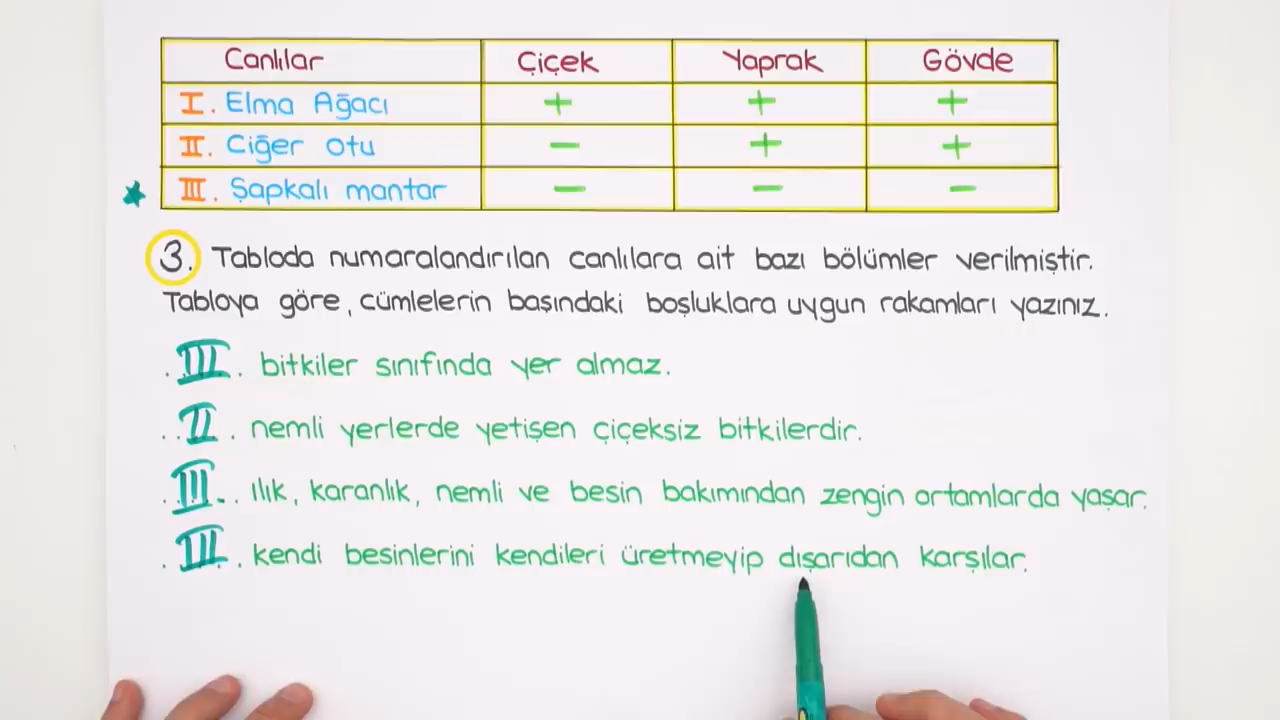 Canlılar Çiçek Yaprak Gövde
I. Elma Ağacı + + +
II. Ciğer otu - + +
III. Şapkalı mantar - - -
3. Tabloda numaralandırılan canlılara ait bazı bölümler verilmiştir.
Tabloya göre, cümlelerin başındaki boşluklara uygun rakamları yazınız.
. III . bitkiler sınıfında yer almaz.
. . II . nemli yerlerde yetişen çiçeksiz bitkilerdir.
. III . . ılık, karanlık, nemli ve besin bakımından zengin ortamlarda yaşar.
. III . kendi besinlerini kendileri üretmeyip dışarıdan karşılar.